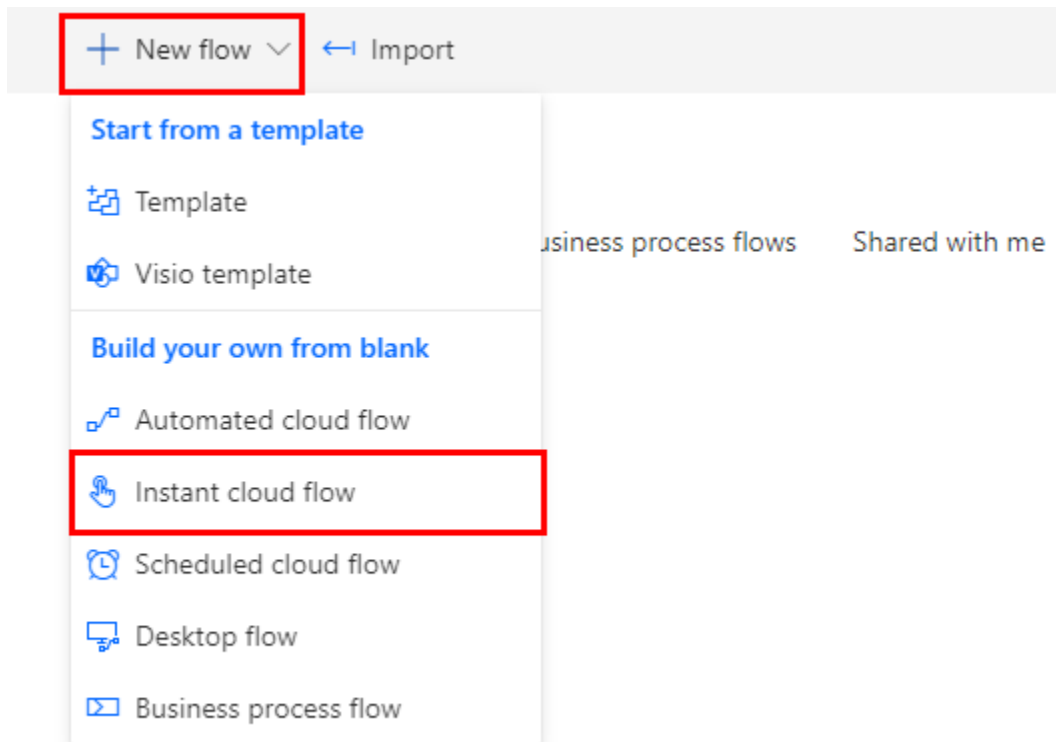 New flow
Import
Start from a template
Template
Visio template
usiness process flows
Shared with me
Build your own from blank
Automated cloud flow
Instant cloud flow
Scheduled cloud flow
Desktop flow
Business process flow